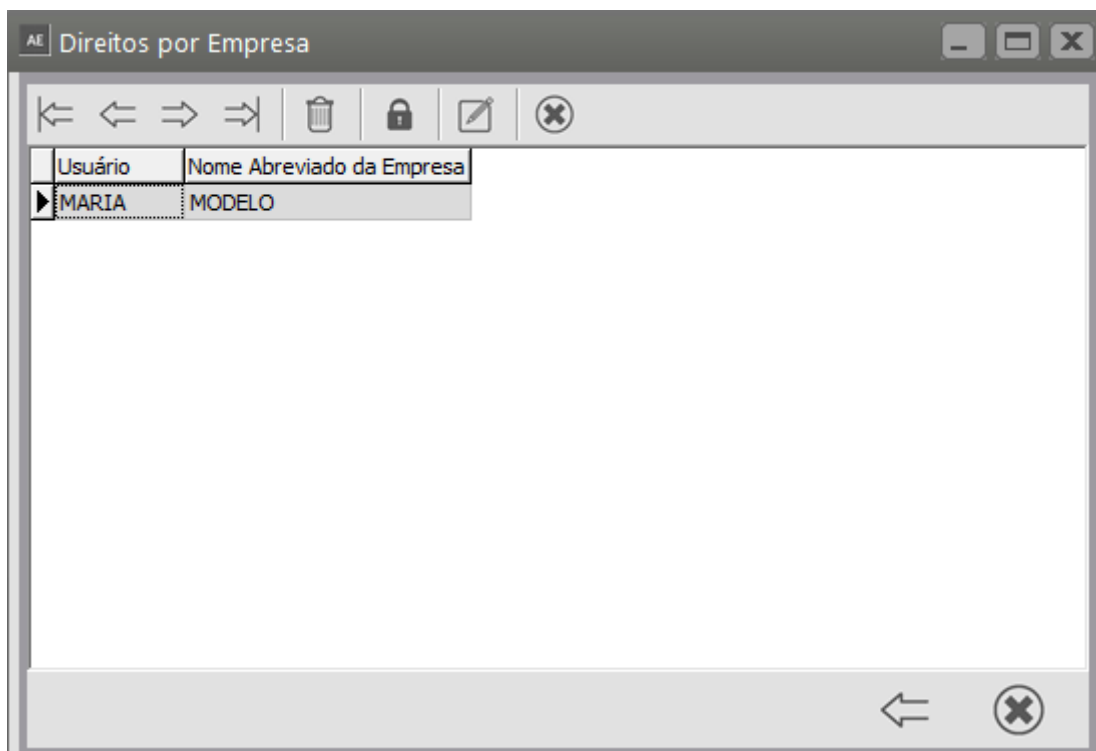 AE Direitos por Empresa
Usuário Nome Abreviado da Empresa
MARIA MODELO